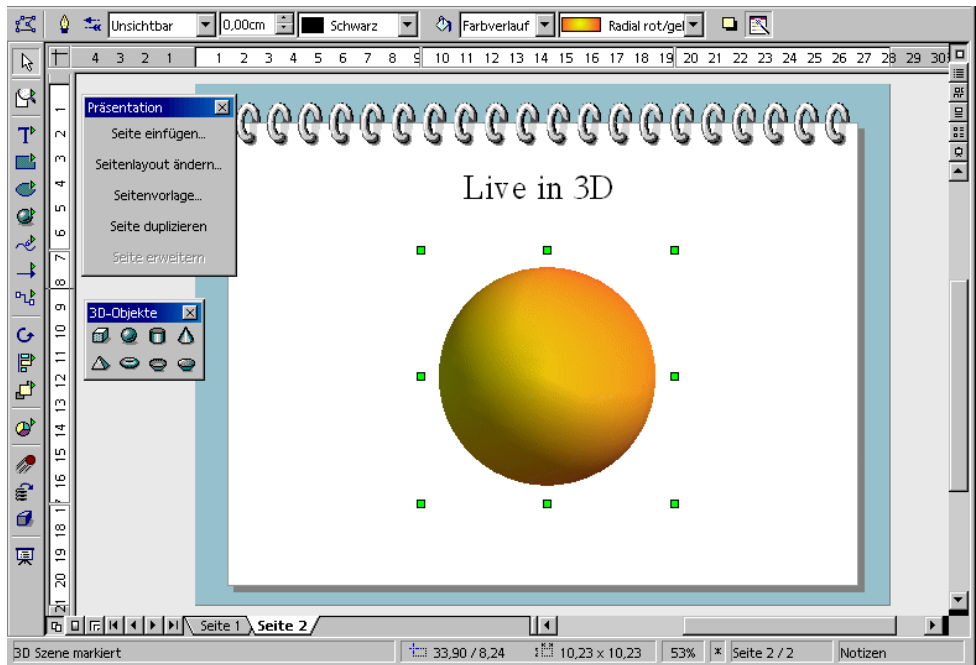 Unsichtbar 0,00cm Schwarz Farbverlauf Radial rot/gel
4 3 2 1 1 2 3 4 5 6 7 8 9 10 11 12 13 14 15 16 17 18 19 20 21 22 23 24 25 26 27 28 29 30
Präsentation
Seite einfügen...
Seitenlayout ändern...
Seitenvorlage...
Seite duplizieren
Seite erweitern
3D-Objekte
Live in 3D
1
2
3
4
5
6
7
8
9
10
11
12
13
14
15
16
17
18
19
20
21
Seite 1 Seite 2
3D Szene markiert 33,90 / 8,24 10,23 x 10,23 53% * Seite 2 / 2 Notizen